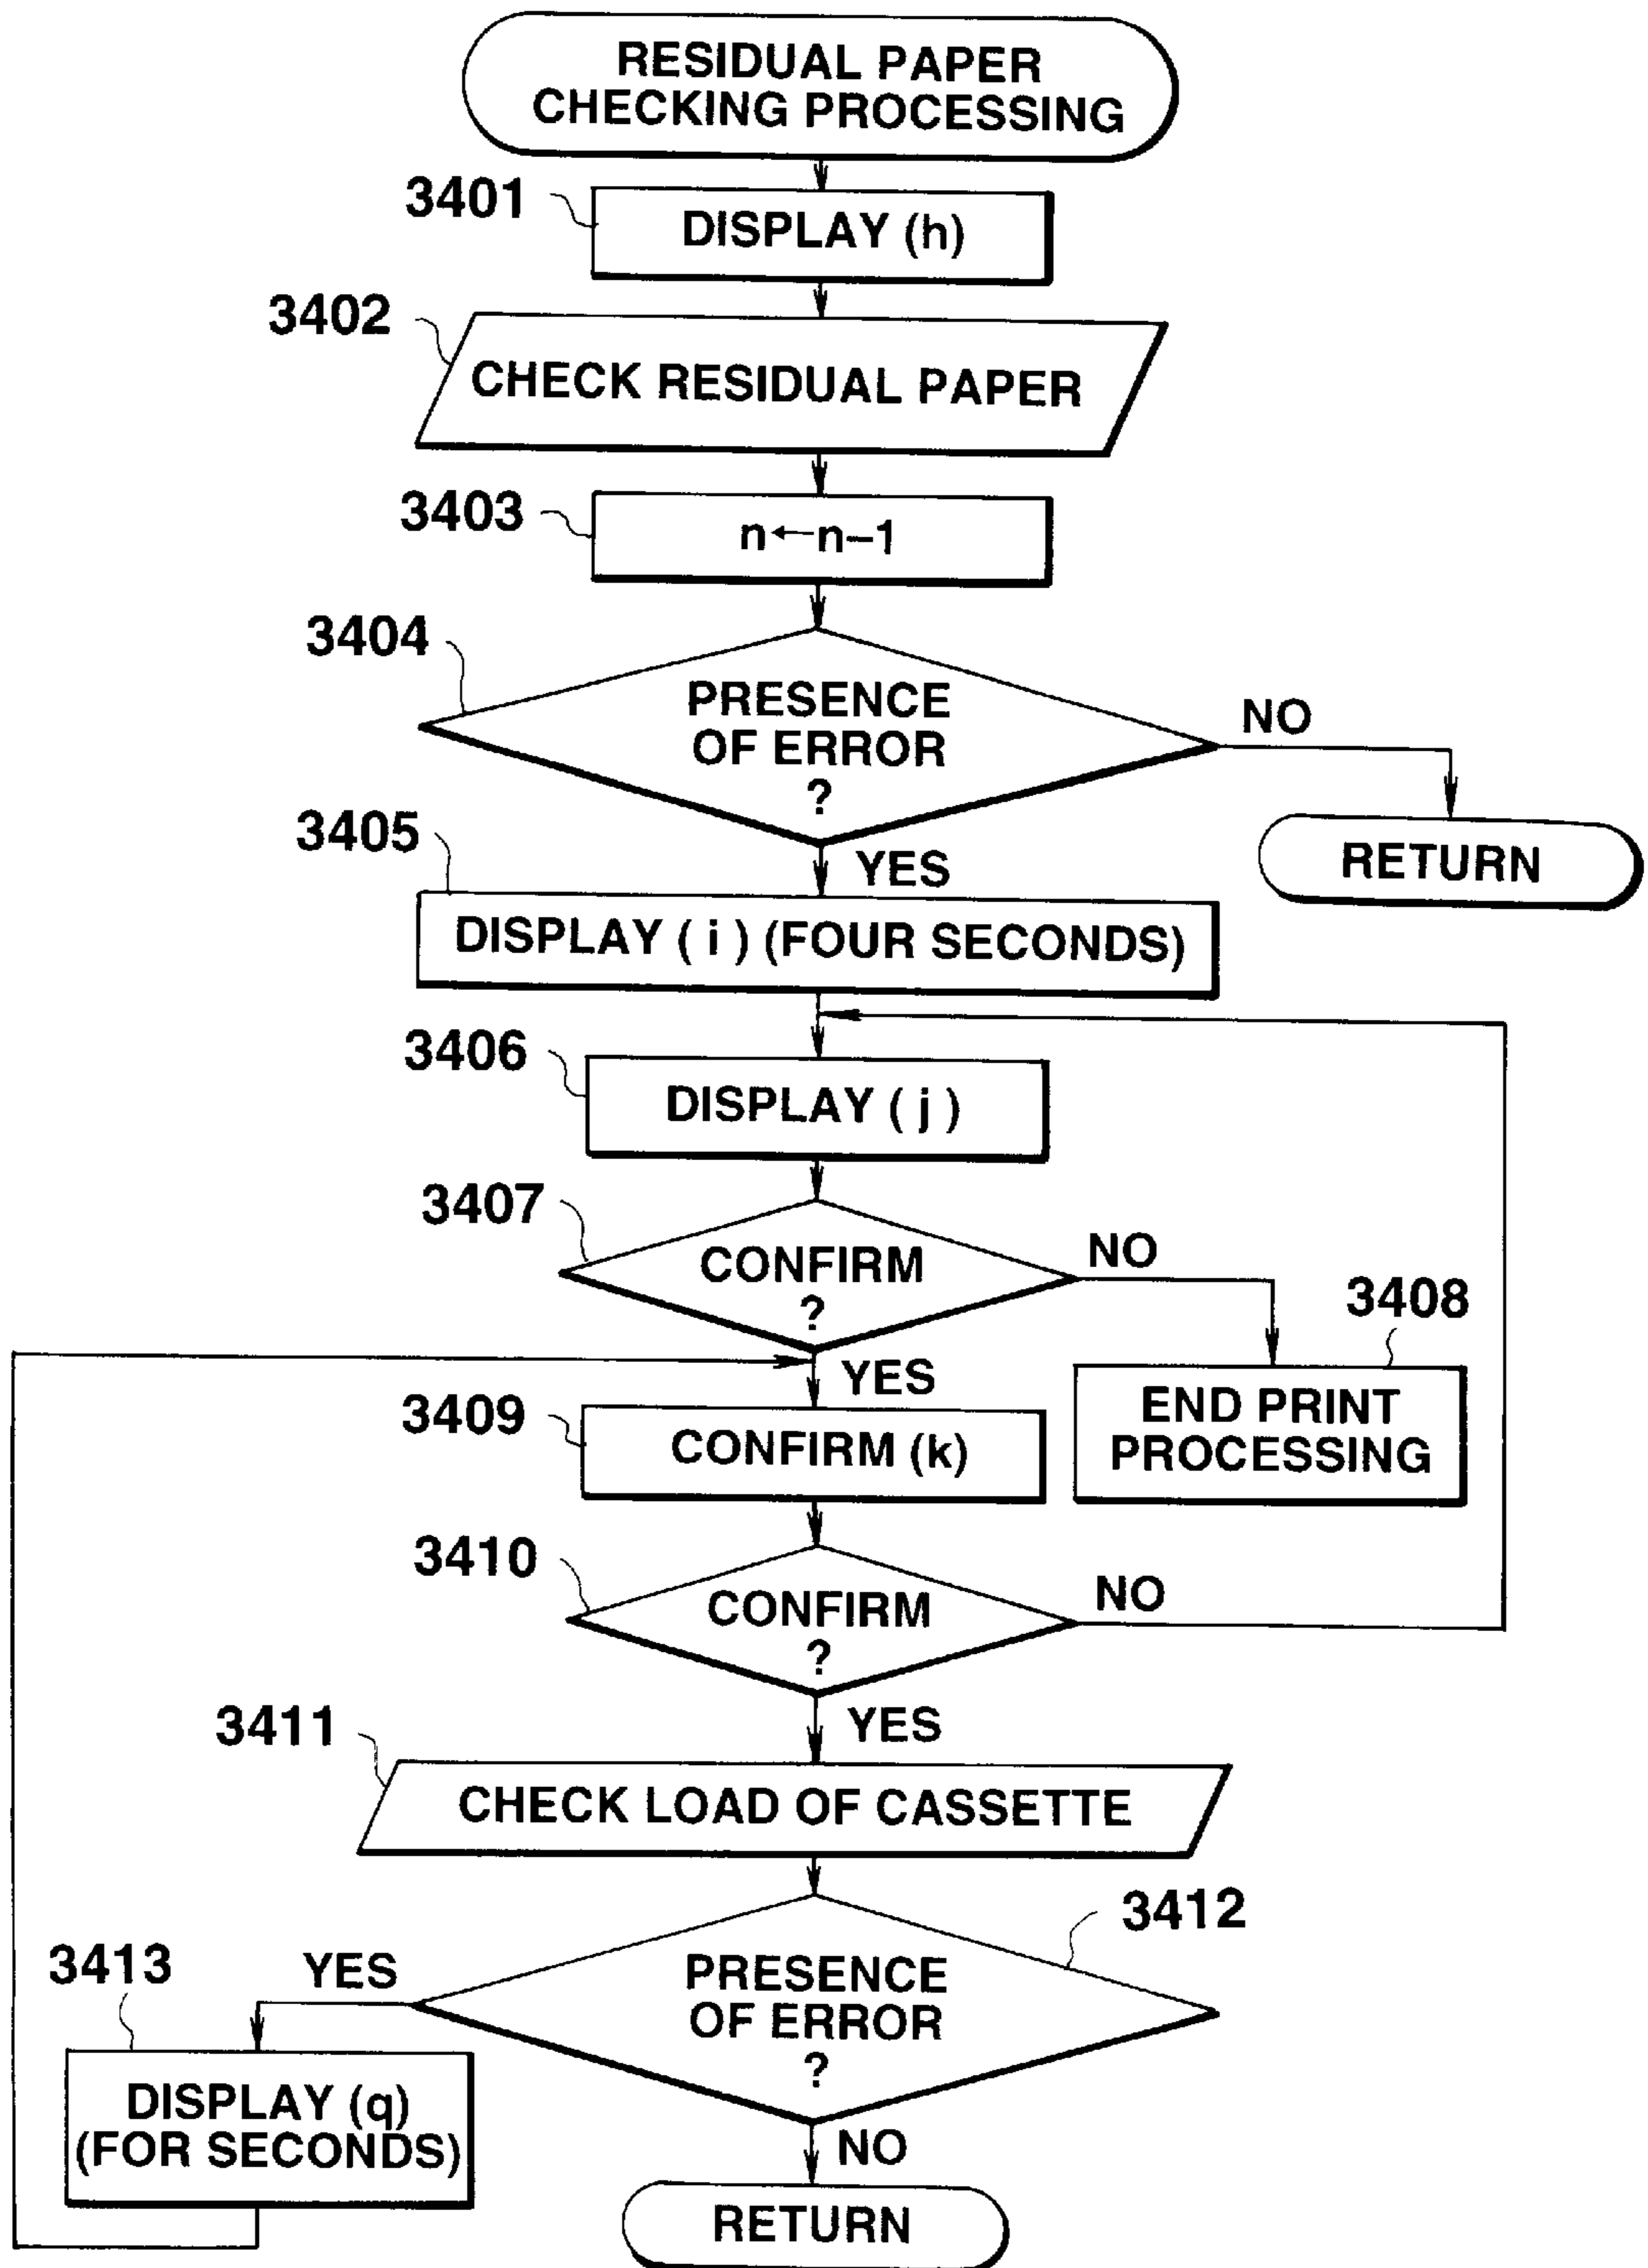 RESIDUAL PAPER
CHECKING PROCESSING
3401
DISPLAY (h)
3402
CHECK RESIDUAL PAPER
3403
n←n–1
3404
PRESENCE
OF ERROR
?
NO
RETURN
3405
YES
DISPLAY ( i ) (FOUR SECONDS)
3406
DISPLAY ( j )
3407
CONFIRM
?
NO
3408
END PRINT
PROCESSING
YES
3409
CONFIRM (k)
3410
CONFIRM
?
NO
YES
3411
CHECK LOAD OF CASSETTE
3412
PRESENCE
OF ERROR
?
YES
3413
DISPLAY (q)
(FOR SECONDS)
NO
RETURN